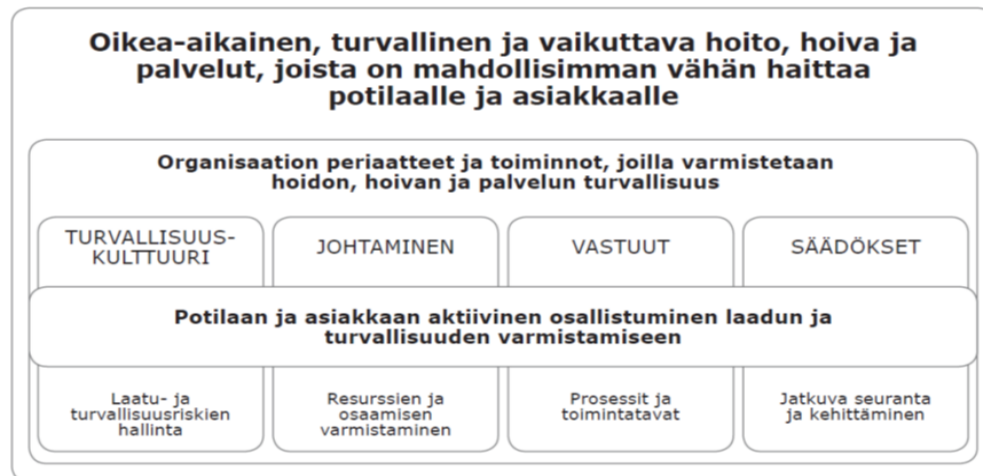 Oikea-aikainen, turvallinen ja vaikuttava hoito, hoiva ja
palvelut, joista on mahdollisimman vähän haittaa
potilaalle ja asiakkaalle
Organisaation periaatteet ja toiminnot, joilla varmistetaan
hoidon, hoivan ja palvelun turvallisuus
TURVALLISUUS-
KULTTUURI
JOHTAMINEN
VASTUUT
SÄÄDÖKSET
Potilaan ja asiakkaan aktiivinen osallistuminen laadun ja
turvallisuuden varmistamiseen
Laatu- ja
turvallisuusriskien
hallinta
Resurssien ja
osaamisen
varmistaminen
Prosessit ja
toimintatavat
Jatkuva seuranta
ja kehittäminen